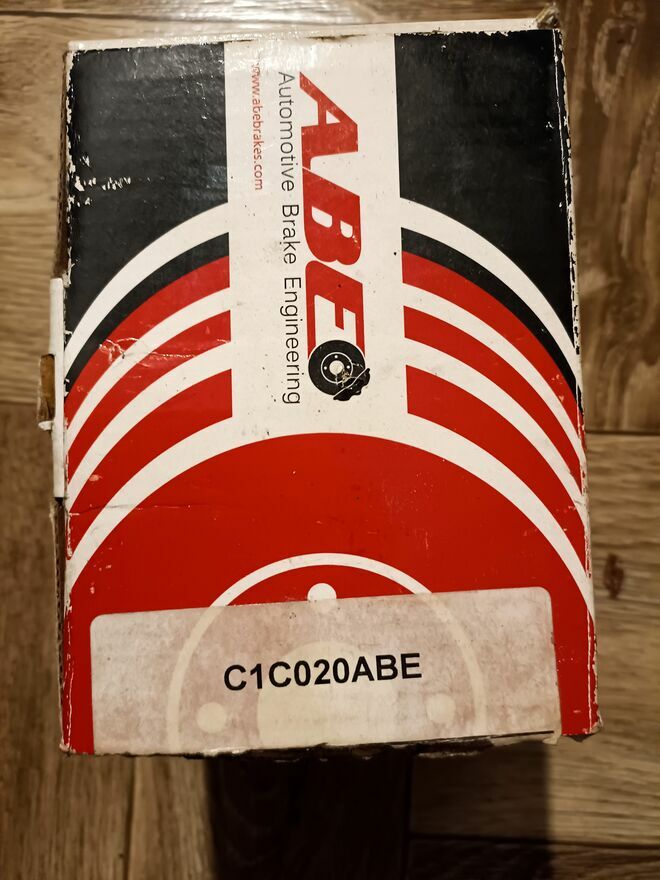 ABE
Automotive Brake Engineering
www.abebrakes.com
C1C020ABE